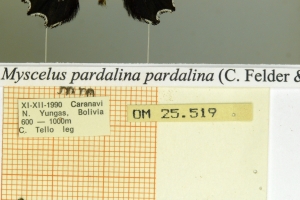 Myscelus pardalina pardalina (C. Felder &
XI-XII-1990 Caranavi
N. Yungas, Bolivia
600 — 1000m
C. Tello leg
OM 25.519